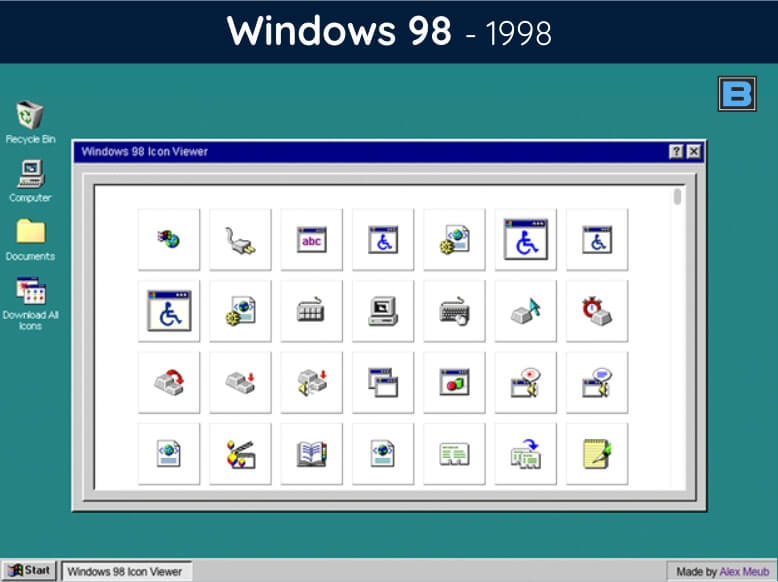 Windows 98 - 1998
B
Recycle Bin
Computer
Documents
Download All
Icons
Windows 98 Icon Viewer
abc
Start
Windows 98 Icon Viewer
Made by Alex Meub